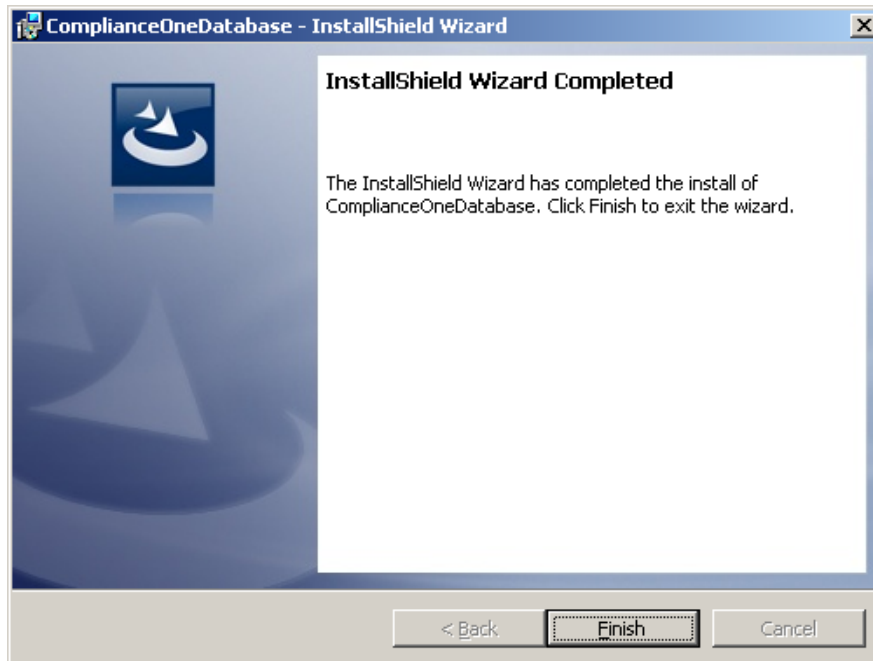 ComplianceOneDatabase - InstallShield Wizard
InstallShield Wizard Completed
The InstallShield Wizard has completed the install of
ComplianceOneDatabase. Click Finish to exit the wizard.
< Back Finish Cancel